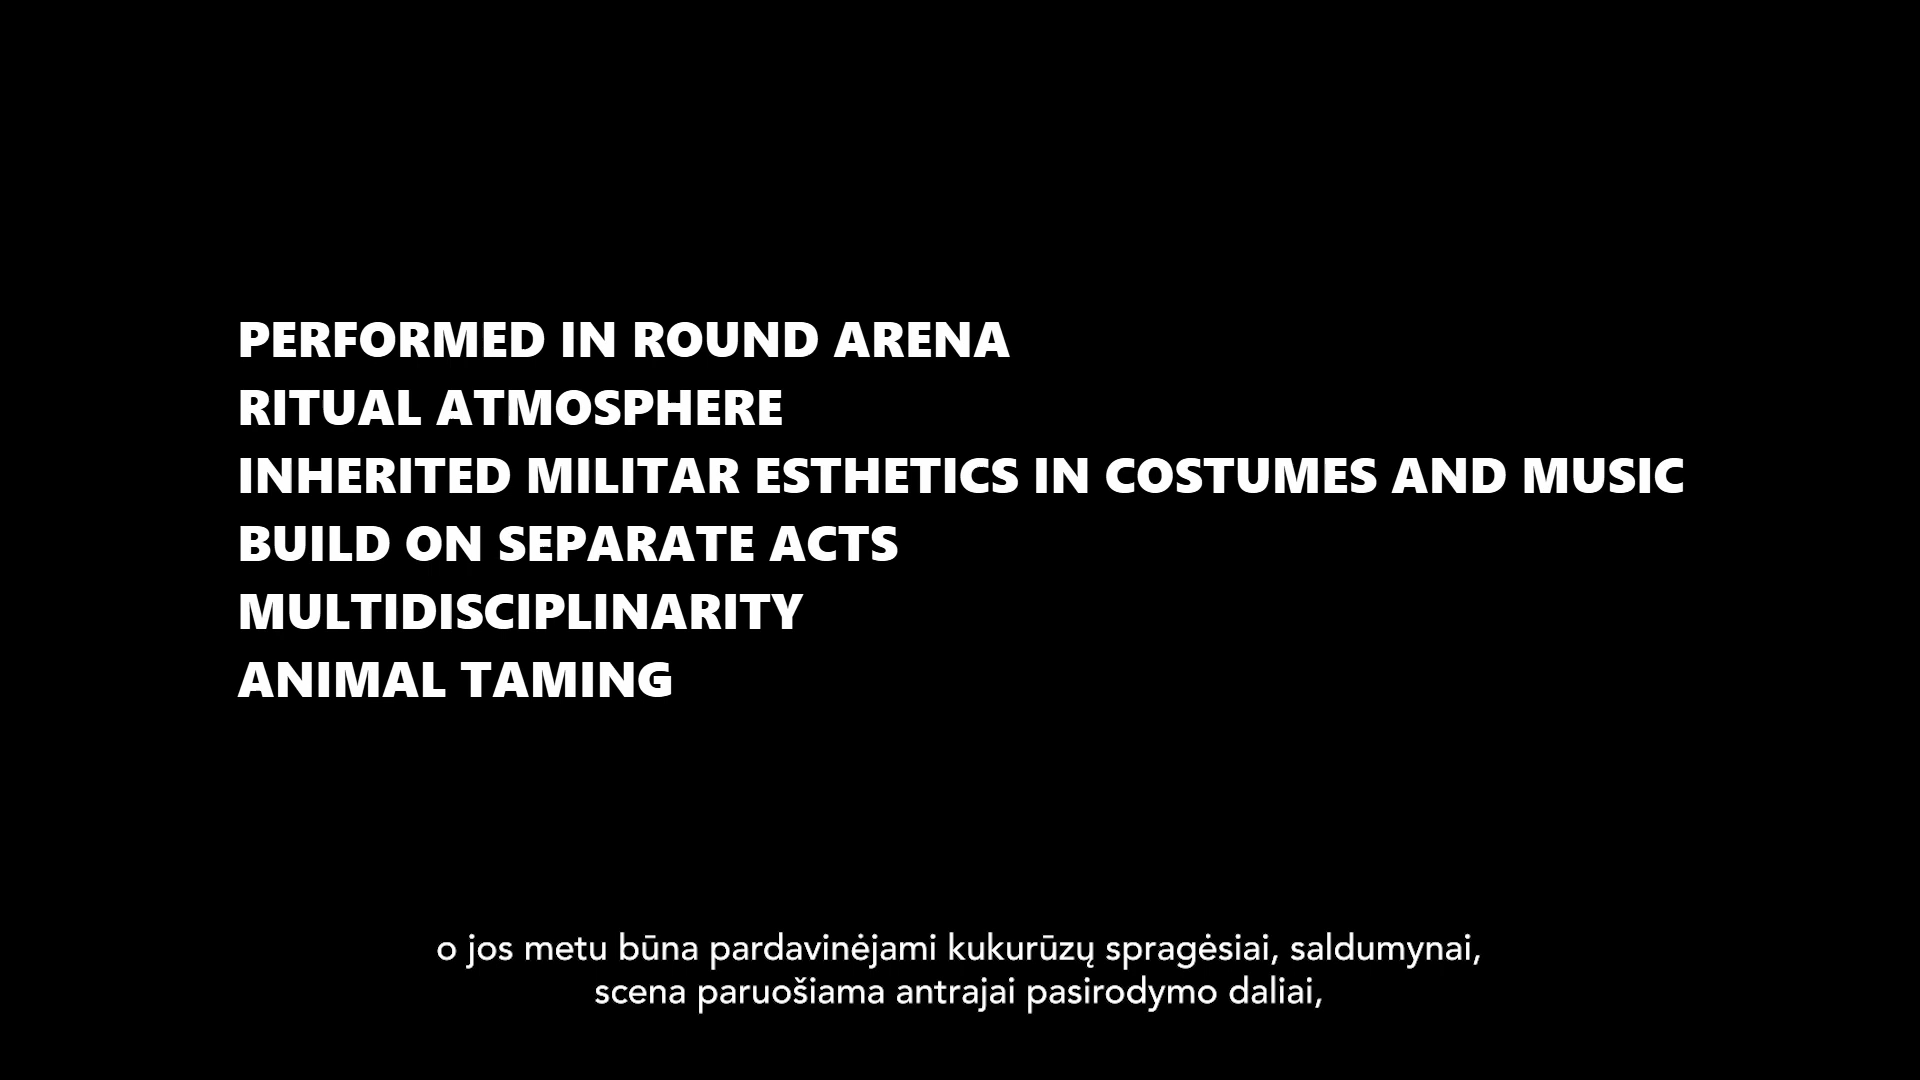 PERFORMED IN ROUND ARENA
RITUAL ATMOSPHERE
INHERITED MILITAR ESTHETICS IN COSTUMES AND MUSIC
BUILD ON SEPARATE ACTS
MULTIDISCIPLINARITY
ANIMAL TAMING
o jos metu būna pardavinėjami kukurūzų spragėsiai, saldumynai,
scena paruošiama antrajai pasirodymo daliai,